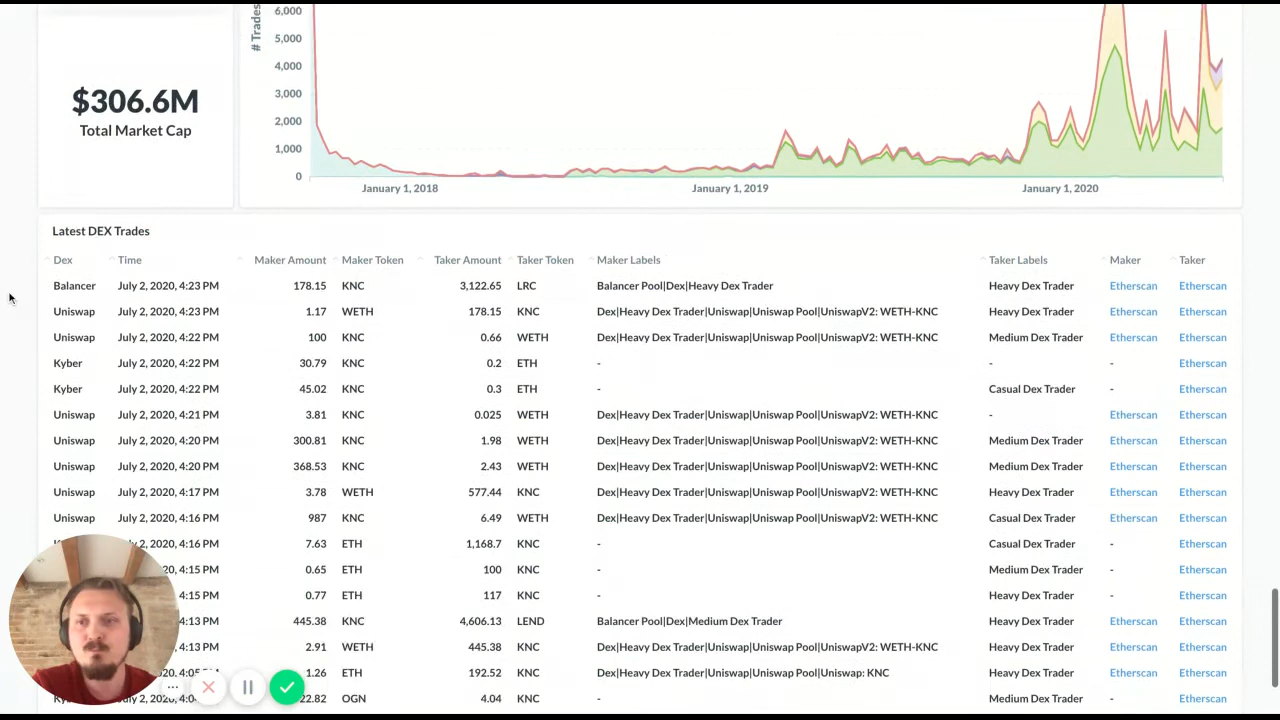 6,000
5,000
4,000
3,000
2,000
1,000
0
# Trades
January 1, 2018 January 1, 2019 January 1, 2020
$306.6M
Total Market Cap
Latest DEX Trades
Dex Time Maker Amount Maker Token Taker Amount Taker Token Maker Labels Taker Labels Maker Taker
Balancer July 2, 2020, 4:23 PM 178.15 KNC 3,122.65 LRC Balancer Pool|Dex|Heavy Dex Trader Heavy Dex Trader Etherscan Etherscan
Uniswap July 2, 2020, 4:23 PM 1.17 WETH 178.15 KNC Dex|Heavy Dex Trader|Uniswap|Uniswap Pool|UniswapV2: WETH-KNC Heavy Dex Trader Etherscan Etherscan
Uniswap July 2, 2020, 4:22 PM 100 KNC 0.66 WETH Dex|Heavy Dex Trader|Uniswap|Uniswap Pool|UniswapV2: WETH-KNC Medium Dex Trader Etherscan Etherscan
Kyber July 2, 2020, 4:22 PM 30.79 KNC 0.2 ETH - - - Etherscan
Kyber July 2, 2020, 4:22 PM 45.02 KNC 0.3 ETH - Casual Dex Trader - Etherscan
Uniswap July 2, 2020, 4:21 PM 3.81 KNC 0.025 WETH Dex|Heavy Dex Trader|Uniswap|Uniswap Pool|UniswapV2: WETH-KNC - Etherscan Etherscan
Uniswap July 2, 2020, 4:20 PM 300.81 KNC 1.98 WETH Dex|Heavy Dex Trader|Uniswap|Uniswap Pool|UniswapV2: WETH-KNC Medium Dex Trader Etherscan Etherscan
Uniswap July 2, 2020, 4:20 PM 368.53 KNC 2.43 WETH Dex|Heavy Dex Trader|Uniswap|Uniswap Pool|UniswapV2: WETH-KNC Medium Dex Trader Etherscan Etherscan
Uniswap July 2, 2020, 4:17 PM 3.78 WETH 577.44 KNC Dex|Heavy Dex Trader|Uniswap|Uniswap Pool|UniswapV2: WETH-KNC Heavy Dex Trader Etherscan Etherscan
Uniswap July 2, 2020, 4:16 PM 987 KNC 6.49 WETH Dex|Heavy Dex Trader|Uniswap|Uniswap Pool|UniswapV2: WETH-KNC Casual Dex Trader Etherscan Etherscan
2, 2020, 4:16 PM 7.63 ETH 1,168.7 KNC - Casual Dex Trader - Etherscan
4:15 PM 0.65 ETH 100 KNC - Medium Dex Trader - Etherscan
4:15 PM 0.77 ETH 117 KNC - Heavy Dex Trader - Etherscan
4:13 PM 445.38 KNC 4,606.13 LEND Balancer Pool|Dex|Medium Dex Trader Heavy Dex Trader Etherscan Etherscan
4:13 PM 2.91 WETH 445.38 KNC Dex|Heavy Dex Trader|Uniswap|Uniswap Pool|UniswapV2: WETH-KNC Heavy Dex Trader Etherscan Etherscan
1.26 ETH 192.52 KNC Dex|Heavy Dex Trader|Uniswap|Uniswap Pool|Uniswap: KNC Heavy Dex Trader Etherscan Etherscan
22.82 OGN 4.04 KNC - Medium Dex Trader - Etherscan